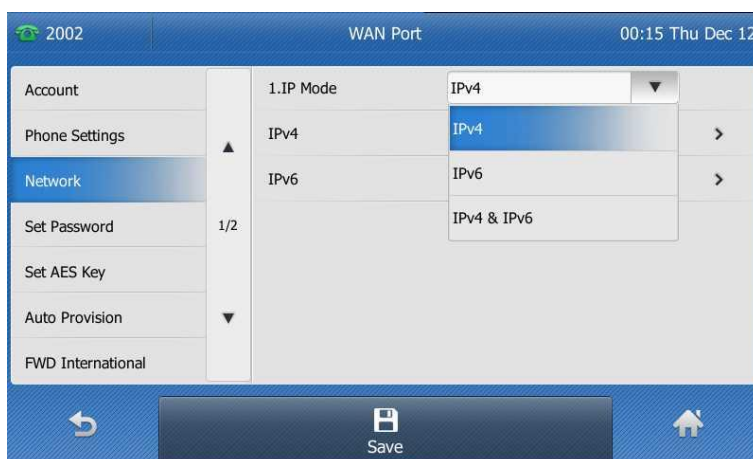 2002 WAN Port 00:15 Thu Dec 12
Account
Phone Settings
Network
Set Password
Set AES Key
Auto Provision
FWD International
1/2
1.IP Mode IPv4
IPv4 IPv4
IPv6 IPv6
IPv4 & IPv6
Save